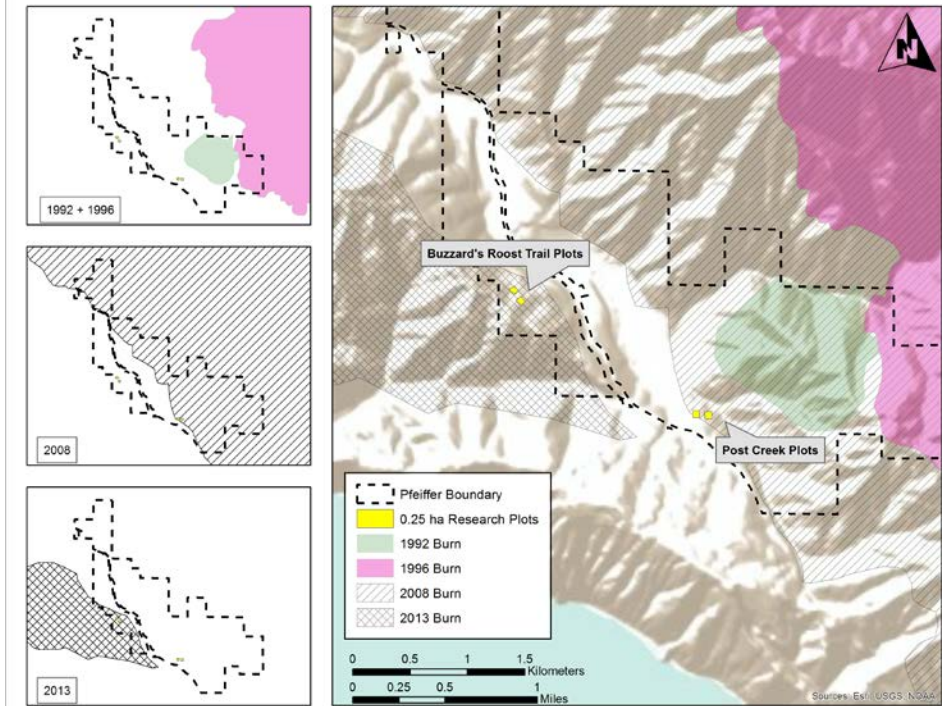 1992 + 1996
2008
2013
N
Buzzard's Roost Trail Plots
Post Creek Plots
Pfeiffer Boundary
0.25 ha Research Plots
1992 Burn
1996 Burn
2008 Burn
2013 Burn
0 0.5 1 1.5
Kilometers
0 0.25 0.5 1
Miles
Sources: Esri, USGS, NOAA